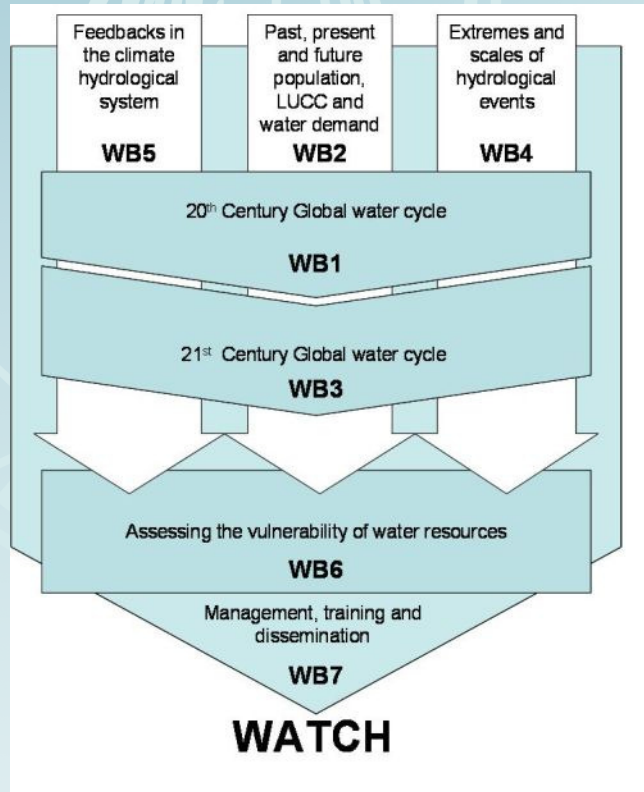 Feedbacks in
the climate
hydrological
system
WB5
Past, present
and future
population,
LUCC and
water demand
WB2
Extremes and
scales of
hydrological
events
WB4
20th Century Global water cycle
WB1
21st Century Global water cycle
WB3
Assessing the vulnerability of water resources
WB6
Management, training and
dissemination
WB7
WATCH